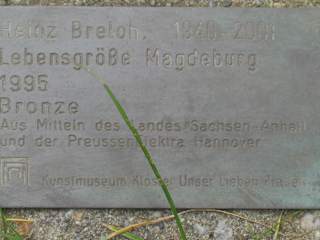 Heinz Breloh, 1940-2001
Lebensgröße Magdeburg
1995
Bronze
Aus Mitteln des Landes Sachsen-Anhalt
und der PreussenElektra Hannover
Kunstmuseum Kloster Unser Lieben Frauen